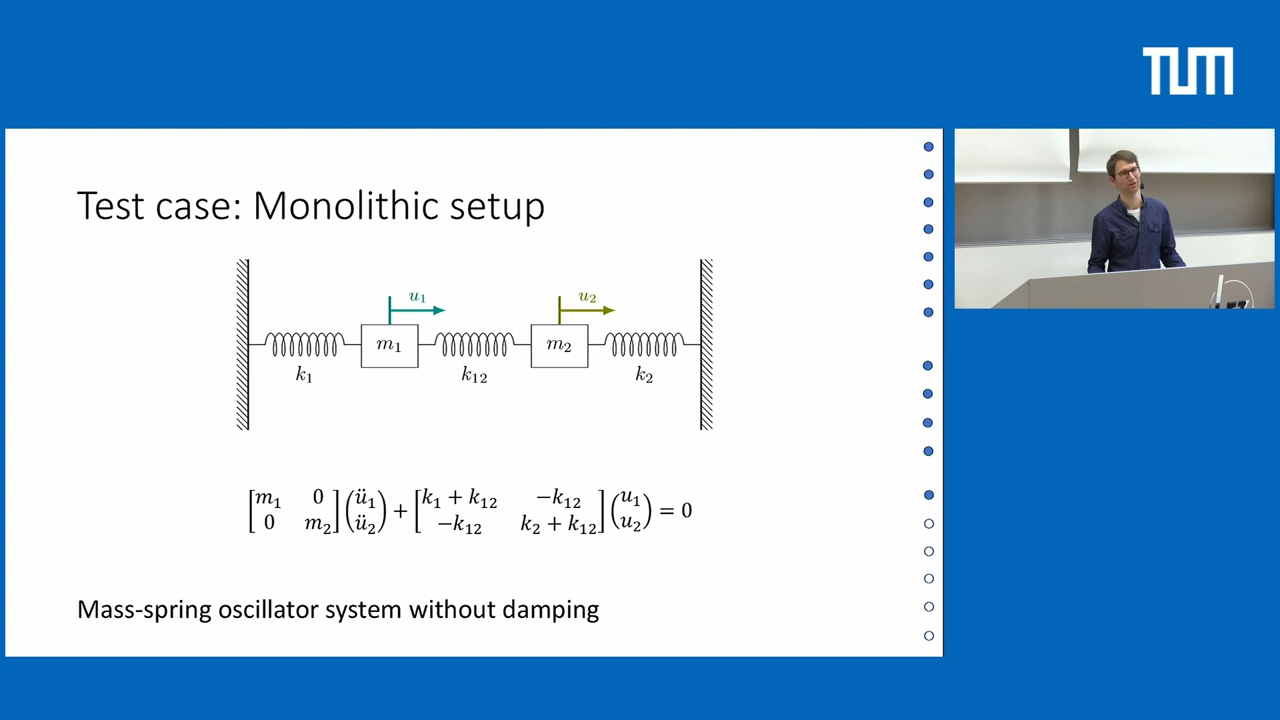 TUM
Test case: Monolithic setup
u₁ u₂
m₁ m₂
k₁ k₁₂ k₂
[m₁ 0; 0 m₂] (ü₁; ü₂) + [k₁ + k₁₂ −k₁₂; −k₁₂ k₂ + k₁₂] (u₁; u₂) = 0
Mass-spring oscillator system without damping